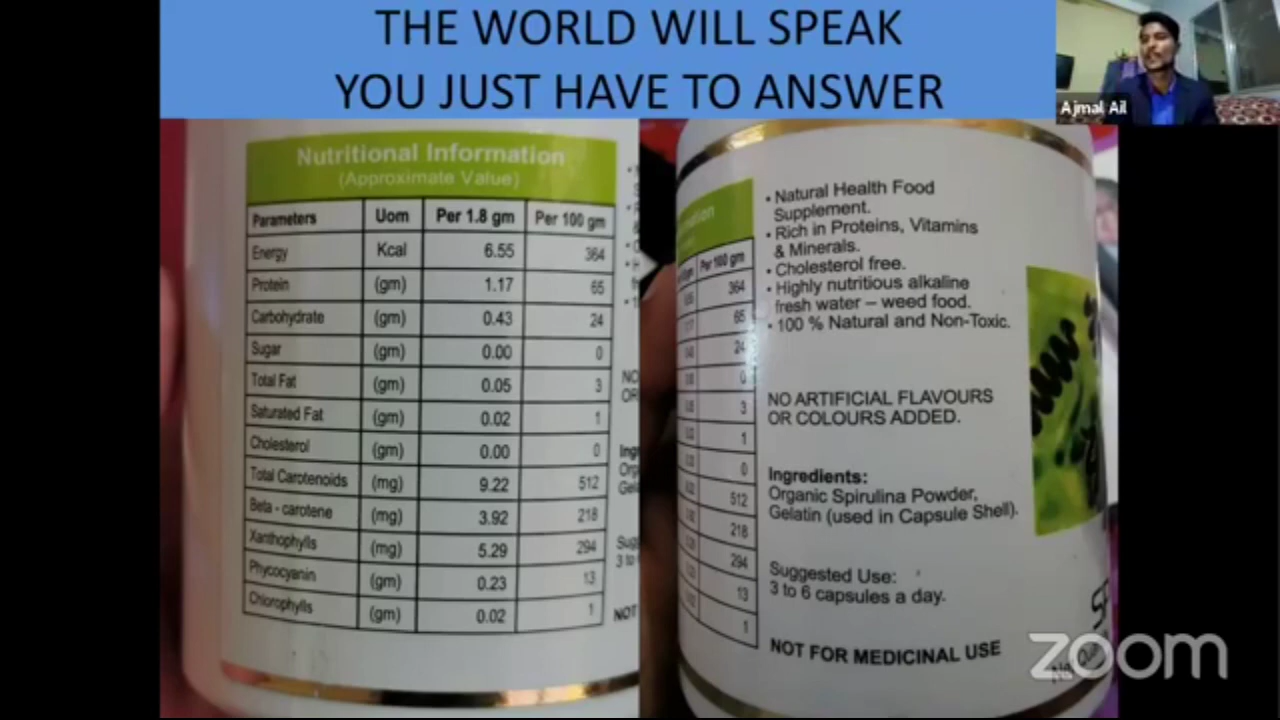 THE WORLD WILL SPEAK
YOU JUST HAVE TO ANSWER
Ajmal Ail
Nutritional Information
(Approximate Value)
Parameters Uom Per 1.8 gm Per 100 gm
Energy Kcal 6.55 364
Protein (gm) 1.17 65
Carbohydrate (gm) 0.43 24
Sugar (gm) 0.00 0
Total Fat (gm) 0.05 3
Saturated Fat (gm) 0.02 1
Cholesterol (gm) 0.00 0
Total Carotenoids (mg) 9.22 512
Beta - carotene (mg) 3.92 218
Xanthophylls (mg) 5.29 294
Phycocyanin (gm) 0.23 13
Chlorophylls (gm) 0.02 1
NOT
Per 100 gm
364
65
24
0
3
1
0
512
218
294
13
1
• Natural Health Food
Supplement.
• Rich in Proteins, Vitamins
& Minerals.
• Cholesterol free.
• Highly nutritious alkaline
fresh water – weed food.
• 100 % Natural and Non-Toxic.
NO ARTIFICIAL FLAVOURS
OR COLOURS ADDED.
Ingredients:
Organic Spirulina Powder,
Gelatin (used in Capsule Shell).
Suggested Use:
3 to 6 capsules a day.
NOT FOR MEDICINAL USE
zoom